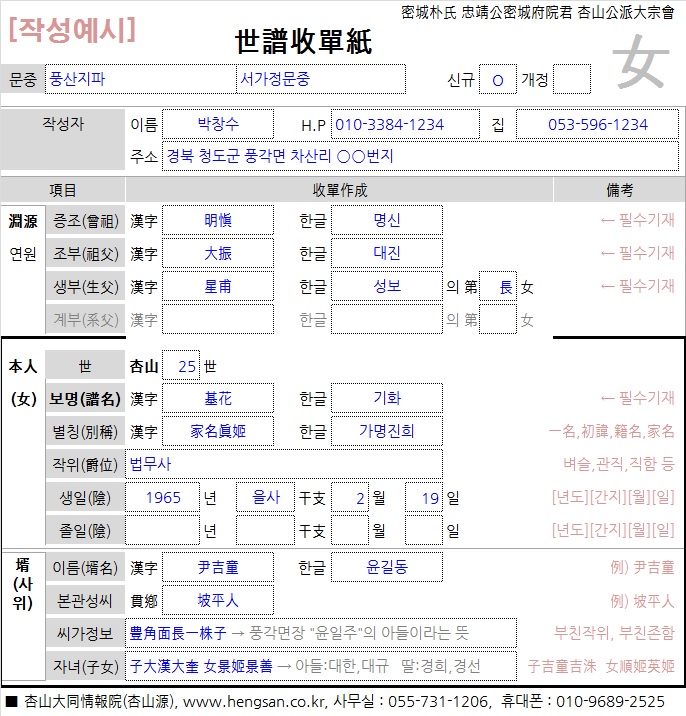 密城朴氏 忠靖公密城府院君 杏山公派大宗會
[작성예시]
世譜收單紙
女
문중 풍산지파 서가정문중 신규 O 개정
작성자 이름 박창수 H.P 010-3384-1234 집 053-596-1234
주소 경북 청도군 풍각면 차산리 ○○번지
項目 收單作成 備考
淵源 증조(曾祖) 漢字 明愼 한글 명신 ← 필수기재
연원 조부(祖父) 漢字 大振 한글 대진 ← 필수기재
생부(生父) 漢字 星甫 한글 성보 의 第 長 女 ← 필수기재
계부(系父) 漢字 한글 의 第 女
本人 世 杏山 25 世
(女) 보명(譜名) 漢字 基花 한글 기화 ← 필수기재
별칭(別稱) 漢字 家名眞姬 한글 가명진희 一名,初諱,籍名,家名
작위(爵位) 법무사 벼슬,관직,직함 등
생일(陰) 1965 년 을사 干支 2 월 19 일 [년도][간지][월][일]
졸일(陰) 년 干支 월 일 [년도][간지][월][일]
壻 이름(壻名) 漢字 尹吉童 한글 윤길동 例) 尹吉童
(사위) 본관성씨 貫鄕 坡平人 例) 坡平人
씨가정보 豊角面長一株子 → 풍각면장 "윤일주"의 아들이라는 뜻 부친작위, 부친존함
자녀(子女) 子大漢大奎 女景姬景善 → 아들:대한,대규 딸:경희,경선 子吉童吉洙 女順姬英姬
■ 杏山大同情報院(杏山源), www.hengsan.co.kr, 사무실 : 055-731-1206, 휴대폰 : 010-9689-2525